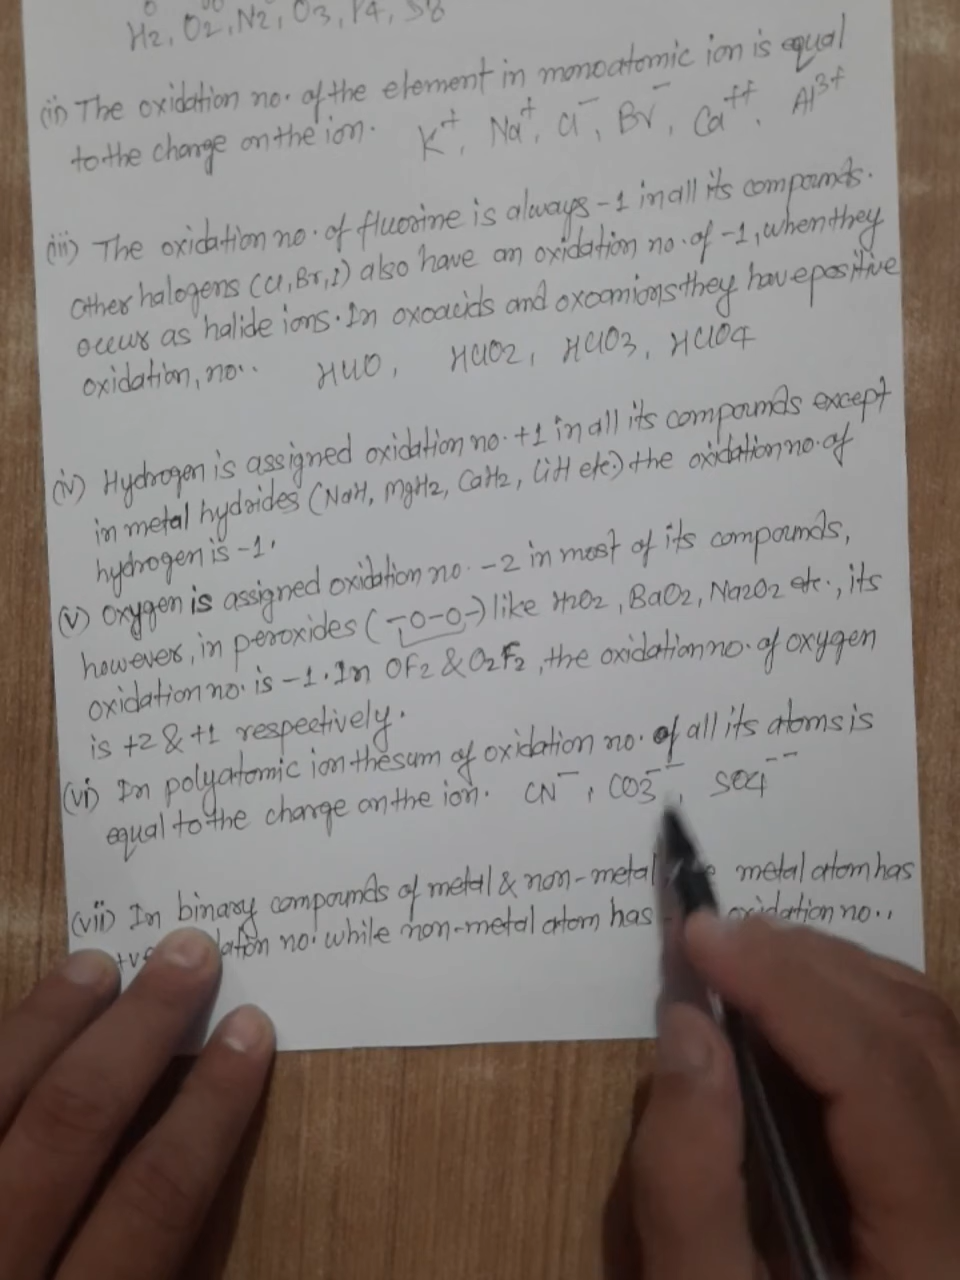 H2, O2, N2, O3, P4, S8
(ii) The oxidation no. of the element in monoatomic ion is equal
to the charge on the ion. K+, Na+, Cl−, Br−, Ca++, Al3+
(iii) The oxidation no. of fluorine is always -1 in all its compounds.
Other halogens (Cl, Br, I) also have an oxidation no. of -1, when they
occur as halide ions. In oxoacids and oxoanions they have positive
oxidation, no.. HClO, HClO2, HClO3, HClO4
(iv) Hydrogen is assigned oxidation no. +1 in all its compounds except
in metal hydrides (NaH, MgH2, CaH2, LiH etc.) the oxidation no. of
hydrogen is -1.
(v) Oxygen is assigned oxidation no. -2 in most of its compounds,
however, in peroxides (-O-O-) like H2O2, BaO2, Na2O2 etc., its
oxidation no. is -1. In OF2 & O2F2, the oxidation no. of oxygen
is +2 & +1 respectively.
(vi) In polyatomic ion the sum of oxidation no. of all its atoms is
equal to the charge on the ion. CN−, CO3−−, SO4−−
(vii) In binary compounds of metal & non-metal metal atom has
+ve dation no. while non-metal atom has oxidation no..